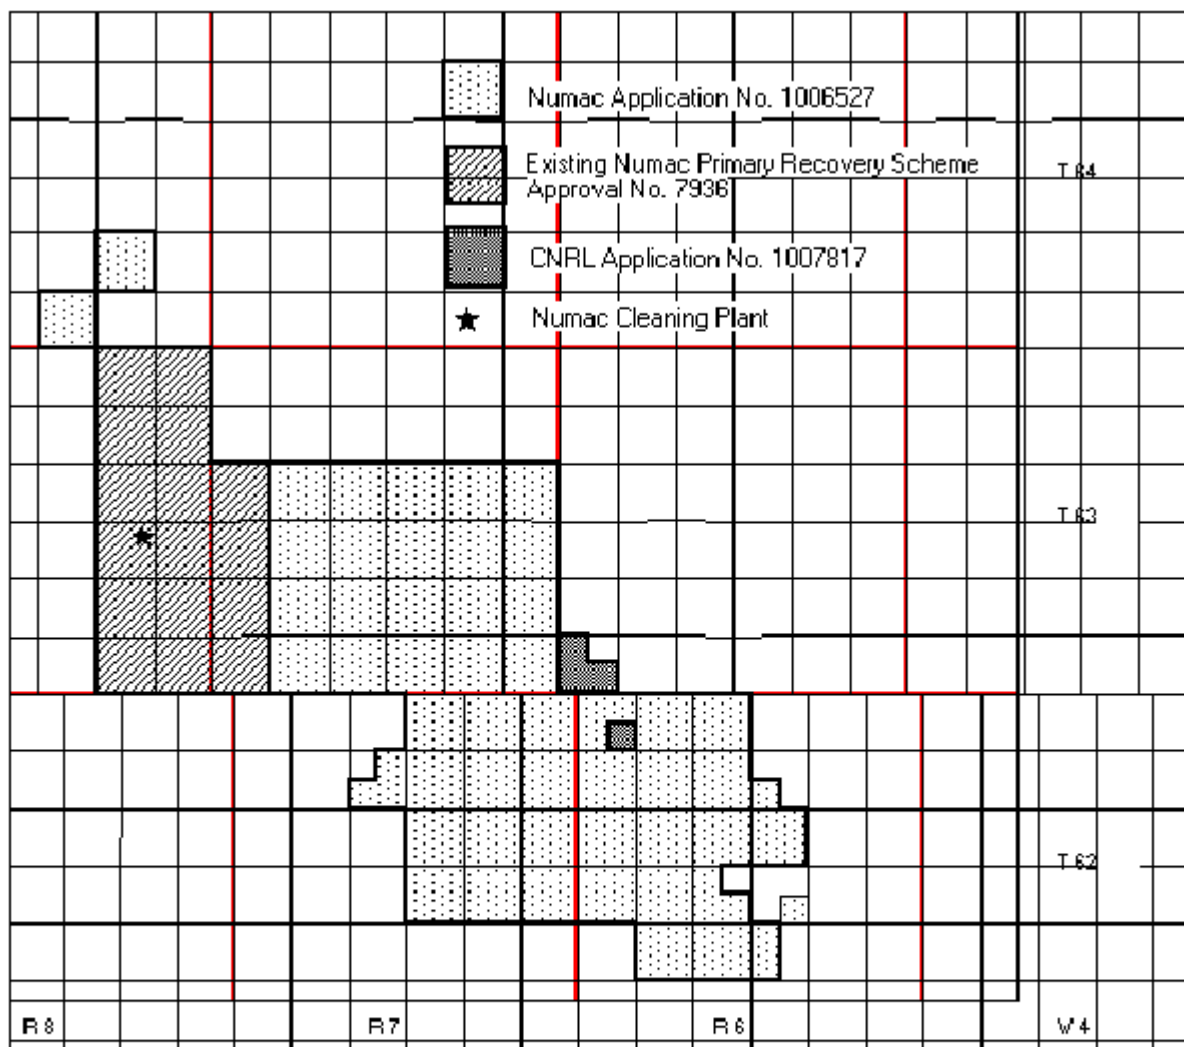 Numac Application No. 1006527
Existing Numac Primary Recovery Scheme
Approval No. 7936
T 64
CNRL Application No. 1007817
Numac Cleaning Plant
T 63
T 62
R 8
R 7
R 6
W 4